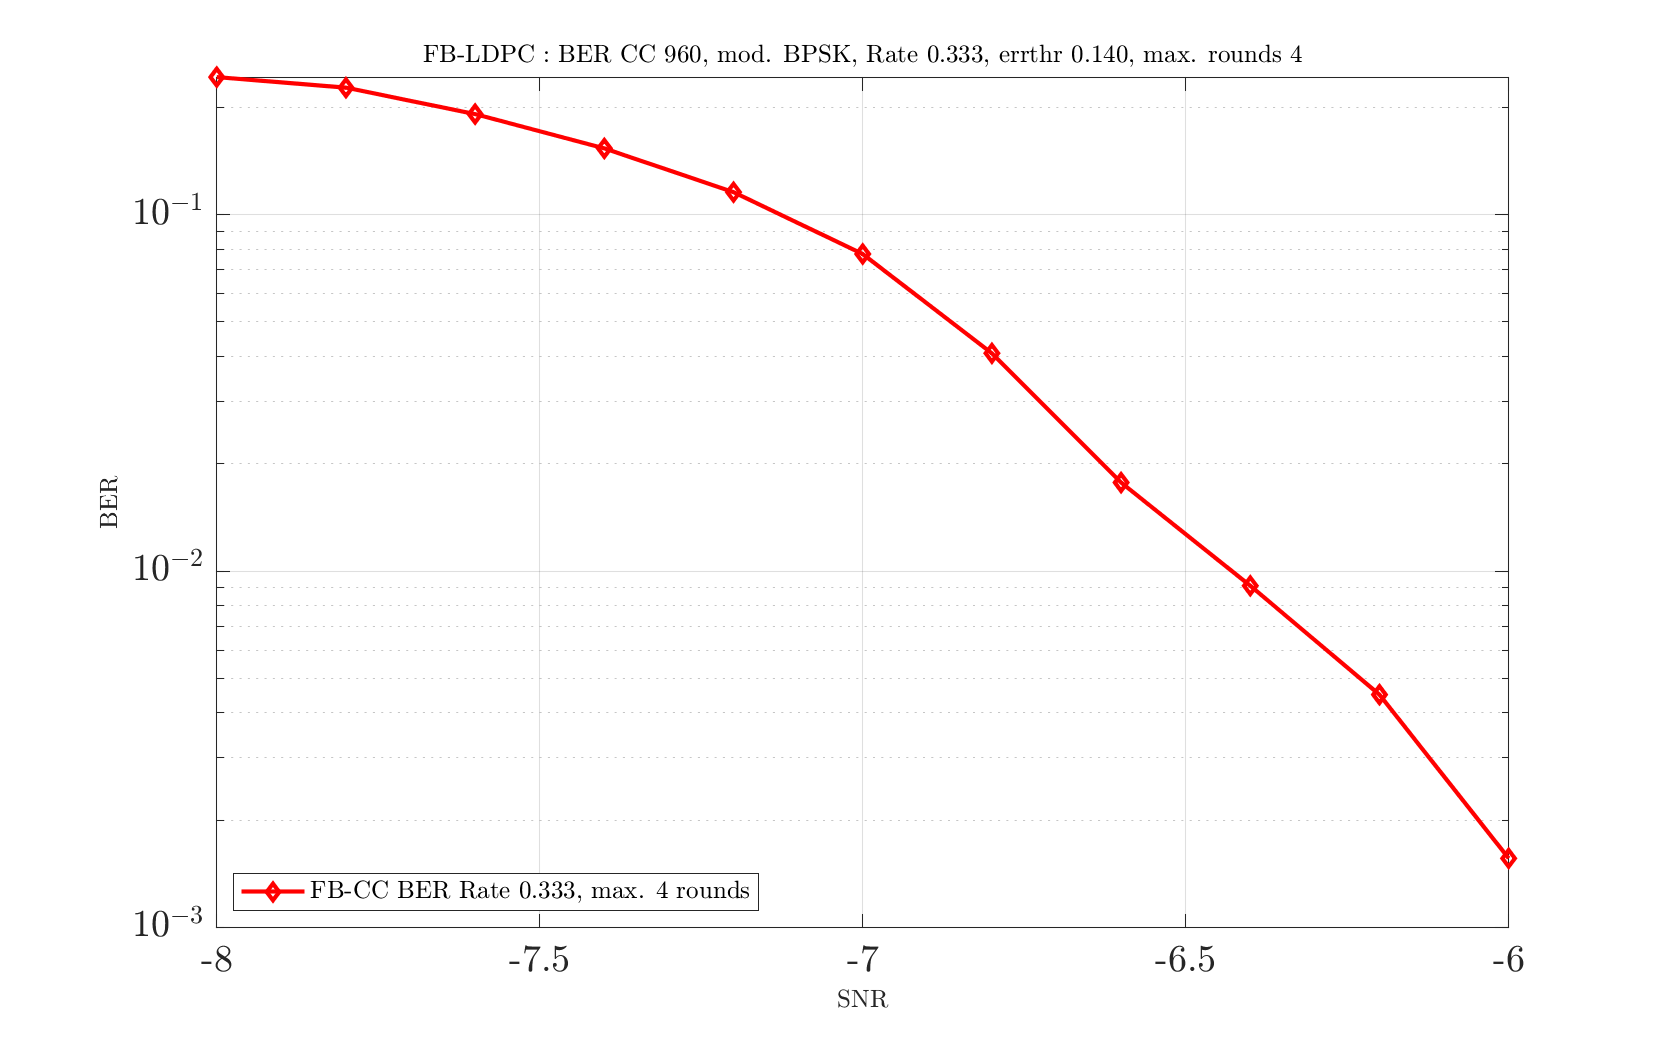 FB-LDPC : BER CC 960, mod. BPSK, Rate 0.333, errthr 0.140, max. rounds 4
10⁻¹
10⁻²
10⁻³
BER
FB-CC BER Rate 0.333, max. 4 rounds
-8 -7.5 -7 -6.5 -6
SNR